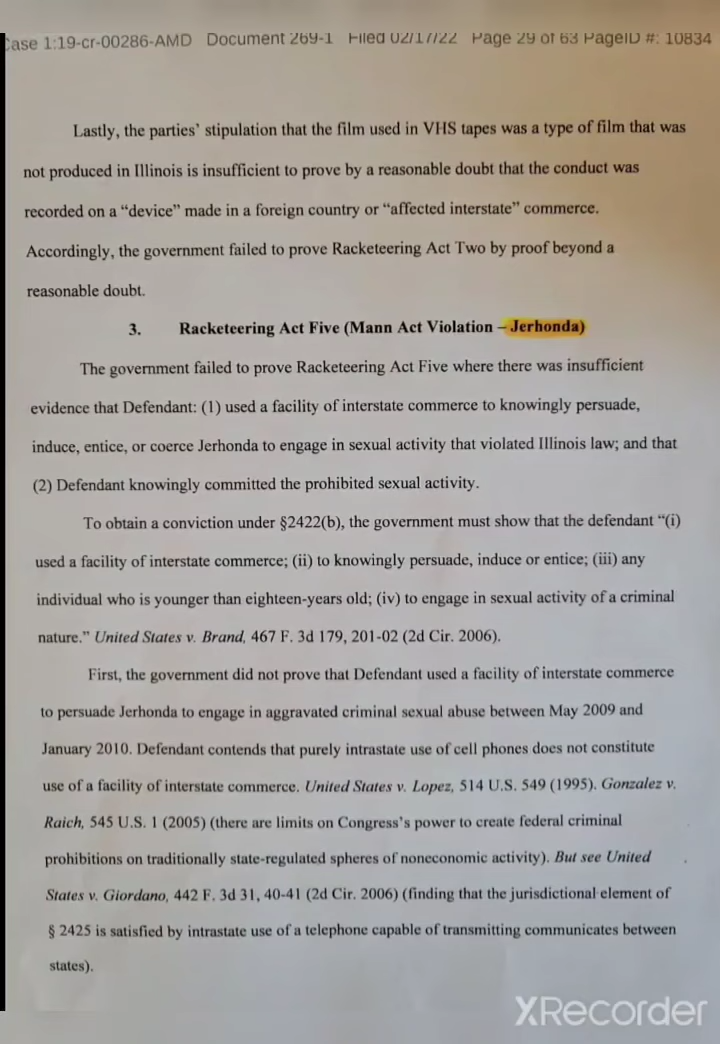 Case 1:19-cr-00286-AMD Document 269-1 Filed 02/17/22 Page 29 of 63 PageID #: 10834
Lastly, the parties' stipulation that the film used in VHS tapes was a type of film that was
not produced in Illinois is insufficient to prove by a reasonable doubt that the conduct was
recorded on a "device" made in a foreign country or "affected interstate" commerce.
Accordingly, the government failed to prove Racketeering Act Two by proof beyond a
reasonable doubt.
3. Racketeering Act Five (Mann Act Violation – Jerhonda)
The government failed to prove Racketeering Act Five where there was insufficient
evidence that Defendant: (1) used a facility of interstate commerce to knowingly persuade,
induce, entice, or coerce Jerhonda to engage in sexual activity that violated Illinois law; and that
(2) Defendant knowingly committed the prohibited sexual activity.
To obtain a conviction under §2422(b), the government must show that the defendant "(i)
used a facility of interstate commerce; (ii) to knowingly persuade, induce or entice; (iii) any
individual who is younger than eighteen-years old; (iv) to engage in sexual activity of a criminal
nature." United States v. Brand, 467 F. 3d 179, 201-02 (2d Cir. 2006).
First, the government did not prove that Defendant used a facility of interstate commerce
to persuade Jerhonda to engage in aggravated criminal sexual abuse between May 2009 and
January 2010. Defendant contends that purely intrastate use of cell phones does not constitute
use of a facility of interstate commerce. United States v. Lopez, 514 U.S. 549 (1995). Gonzalez v.
Raich, 545 U.S. 1 (2005) (there are limits on Congress's power to create federal criminal
prohibitions on traditionally state-regulated spheres of noneconomic activity). But see United
States v. Giordano, 442 F. 3d 31, 40-41 (2d Cir. 2006) (finding that the jurisdictional element of
§ 2425 is satisfied by intrastate use of a telephone capable of transmitting communicates between
states).
XRecorder